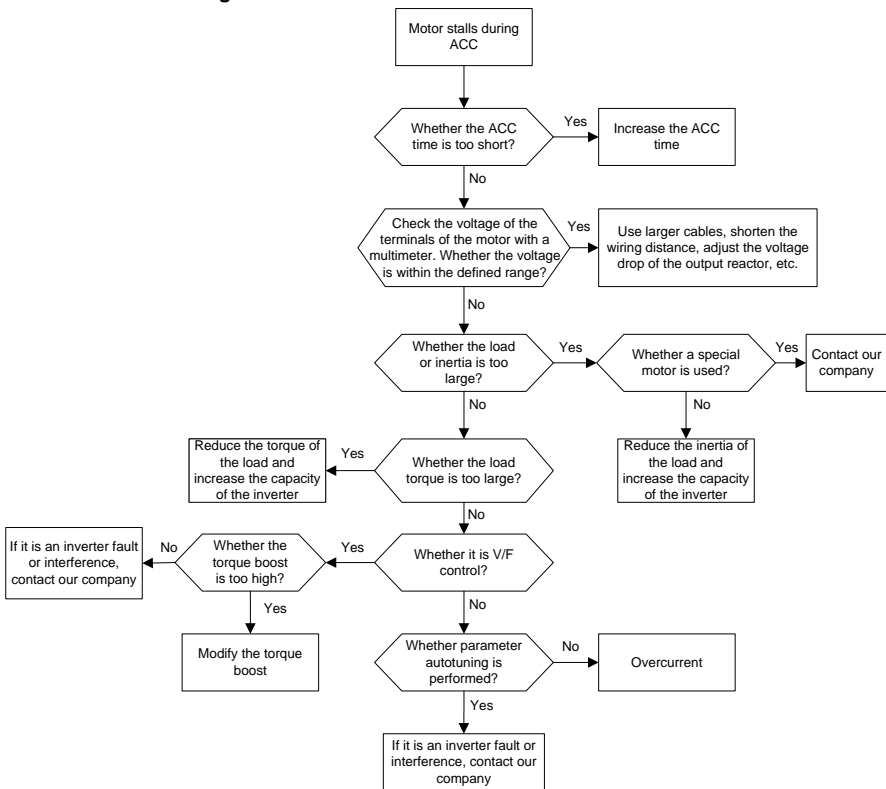 Motor stalls during
ACC
Whether the ACC
time is too short?
Yes
Increase the ACC
time
No
Check the voltage of the
terminals of the motor with a
multimeter. Whether the voltage
is within the defined range?
Yes
Use larger cables, shorten the
wiring distance, adjust the voltage
drop of the output reactor, etc.
No
Whether the load
or inertia is too
large?
Yes
Whether a special
motor is used?
Yes
Contact our
company
No
No
Reduce the torque of
the load and
increase the capacity
of the inverter
Yes
Whether the load
torque is too large?
Reduce the inertia of
the load and
increase the capacity
of the inverter
No
If it is an inverter fault
or interference,
contact our company
No
Whether the
torque boost
is too high?
Yes
Whether it is V/F
control?
Yes
No
Modify the torque
boost
Whether parameter
autotuning is
performed?
No
Overcurrent
Yes
If it is an inverter fault or
interference, contact our
company